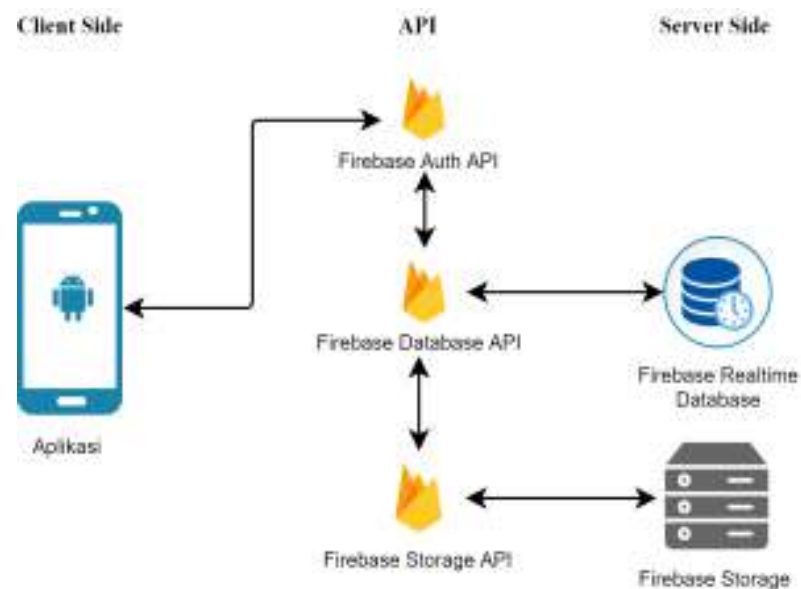 Client Side
API
Server Side
Firebase Auth API
Firebase Database API
Firebase Realtime
Database
Aplikasi
Firebase Storage API
Firebase Storage